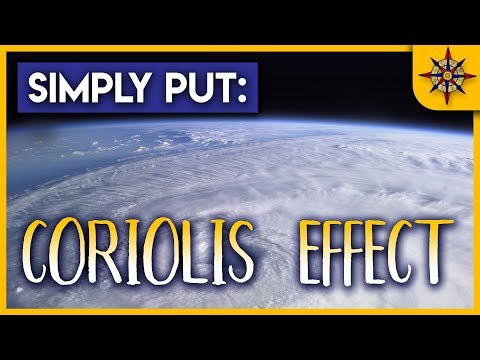 SIMPLY PUT:
CORIOLIS EFFECT